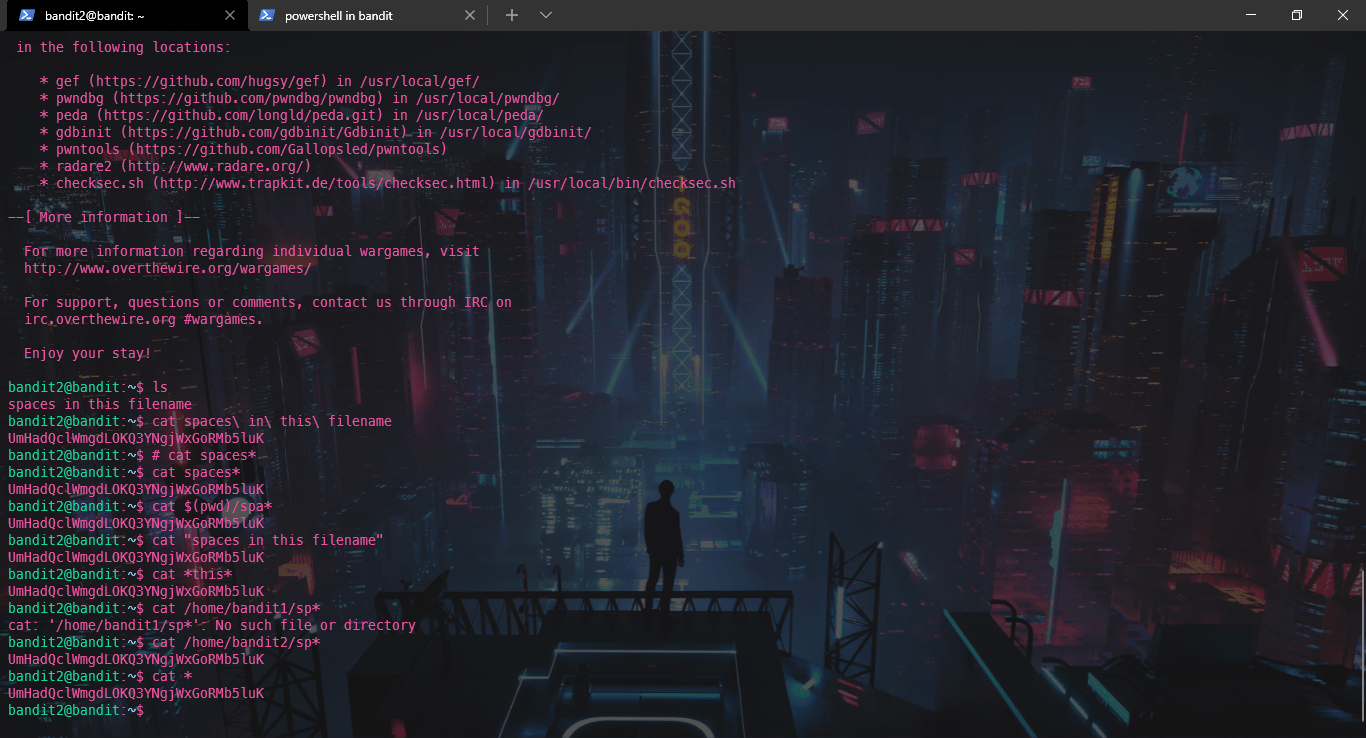 bandit2@bandit: ~
powershell in bandit
in the following locations:
* gef (https://github.com/hugsy/gef) in /usr/local/gef/
* pwndbg (https://github.com/pwndbg/pwndbg) in /usr/local/pwndbg/
* peda (https://github.com/longld/peda.git) in /usr/local/peda/
* gdbinit (https://github.com/gdbinit/Gdbinit) in /usr/local/gdbinit/
* pwntools (https://github.com/Gallopsled/pwntools)
* radare2 (http://www.radare.org/)
* checksec.sh (http://www.trapkit.de/tools/checksec.html) in /usr/local/bin/checksec.sh
--[ More information ]--
For more information regarding individual wargames, visit
http://www.overthewire.org/wargames/
For support, questions or comments, contact us through IRC on
irc.overthewire.org #wargames.
Enjoy your stay!
bandit2@bandit:~$ ls
spaces in this filename
bandit2@bandit:~$ cat spaces\ in\ this\ filename
UmHadQclWmgdLOKQ3YNgjWxGoRMb5luK
bandit2@bandit:~$ # cat spaces*
bandit2@bandit:~$ cat spaces*
UmHadQclWmgdLOKQ3YNgjWxGoRMb5luK
bandit2@bandit:~$ cat $(pwd)/spa*
UmHadQclWmgdLOKQ3YNgjWxGoRMb5luK
bandit2@bandit:~$ cat "spaces in this filename"
UmHadQclWmgdLOKQ3YNgjWxGoRMb5luK
bandit2@bandit:~$ cat *this*
UmHadQclWmgdLOKQ3YNgjWxGoRMb5luK
bandit2@bandit:~$ cat /home/bandit1/sp*
cat: '/home/bandit1/sp*': No such file or directory
bandit2@bandit:~$ cat /home/bandit2/sp*
UmHadQclWmgdLOKQ3YNgjWxGoRMb5luK
bandit2@bandit:~$ cat *
UmHadQclWmgdLOKQ3YNgjWxGoRMb5luK
bandit2@bandit:~$